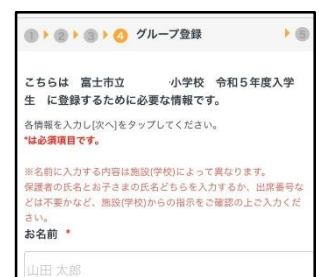 1 2 3 4 グループ登録 5
こちらは 富士市立 小学校 令和5年度入学
生 に登録するために必要な情報です。
各情報を入力し[次へ]をタップしてください。
*は必須項目です。
※名前に入力する内容は施設(学校)によって異なります。
保護者の氏名とお子さまの氏名どちらを入力するか、出席番号な
どは不要かなど、施設(学校)からの指示をご確認の上ご入力くだ
さい。
お名前 *
山田 太郎